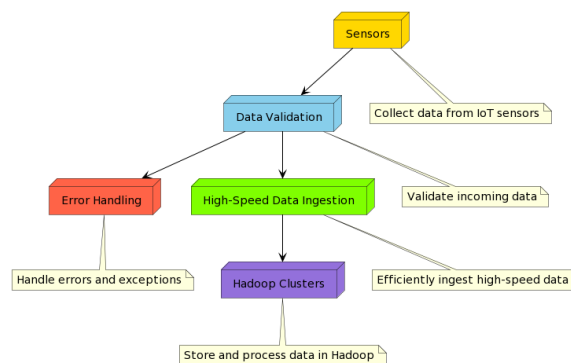 Sensors
Collect data from IoT sensors
Data Validation
Validate incoming data
Error Handling
High-Speed Data Ingestion
Handle errors and exceptions
Hadoop Clusters
Efficiently ingest high-speed data
Store and process data in Hadoop